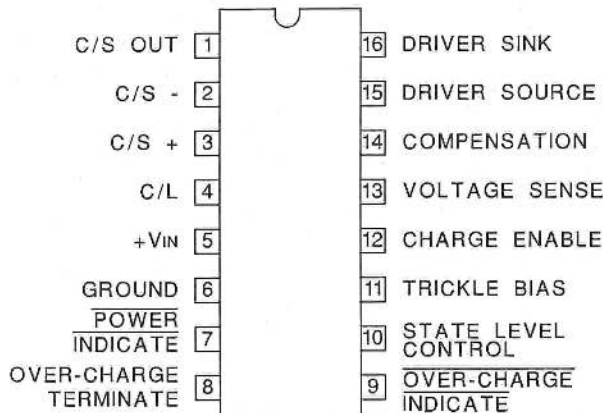 C/S OUT 1
C/S - 2
C/S + 3
C/L 4
+VIN 5
GROUND 6
POWER
INDICATE 7
OVER-CHARGE
TERMINATE 8
16 DRIVER SINK
15 DRIVER SOURCE
14 COMPENSATION
13 VOLTAGE SENSE
12 CHARGE ENABLE
11 TRICKLE BIAS
10 STATE LEVEL
CONTROL
9 OVER-CHARGE
INDICATE